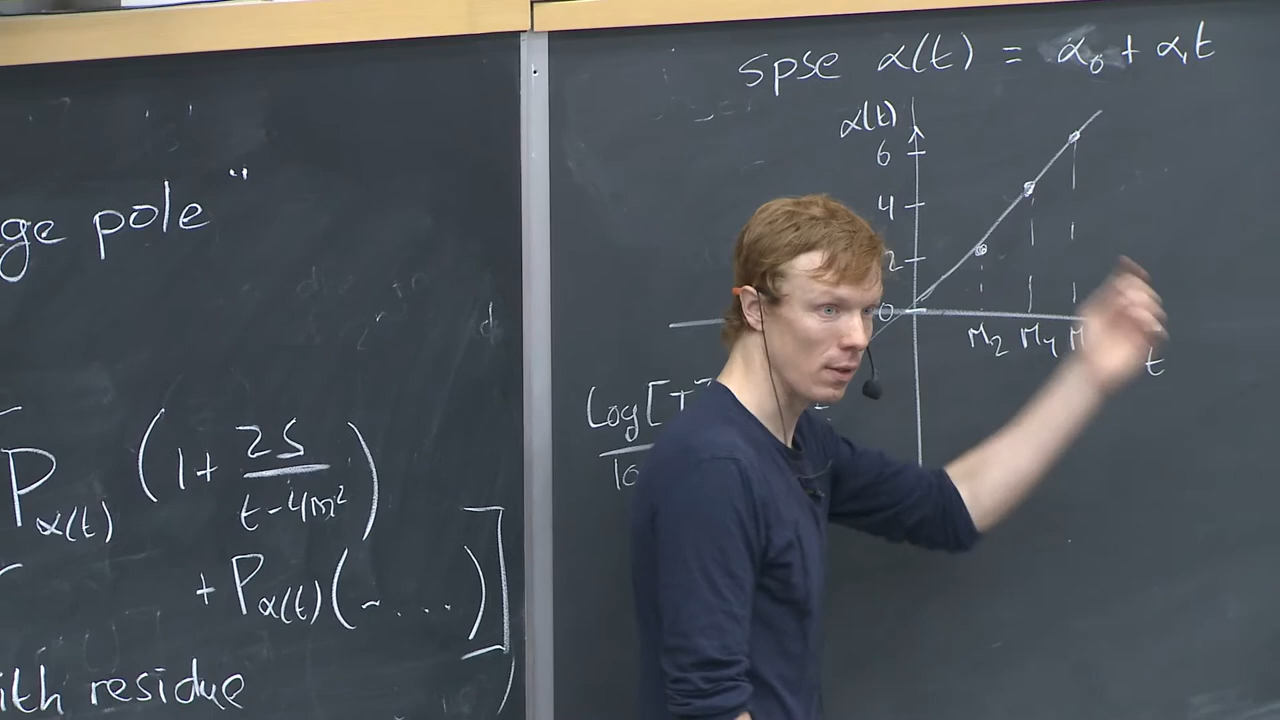 ge pole "
P_α(t) (1+ 2S / t-4m²)
+ P_α(t) (~ ....)]
ith residue
spse α(t) = α₀ + α₁t
α(t)
6
4
2
0
M₂ M₄ M
t
Log[T